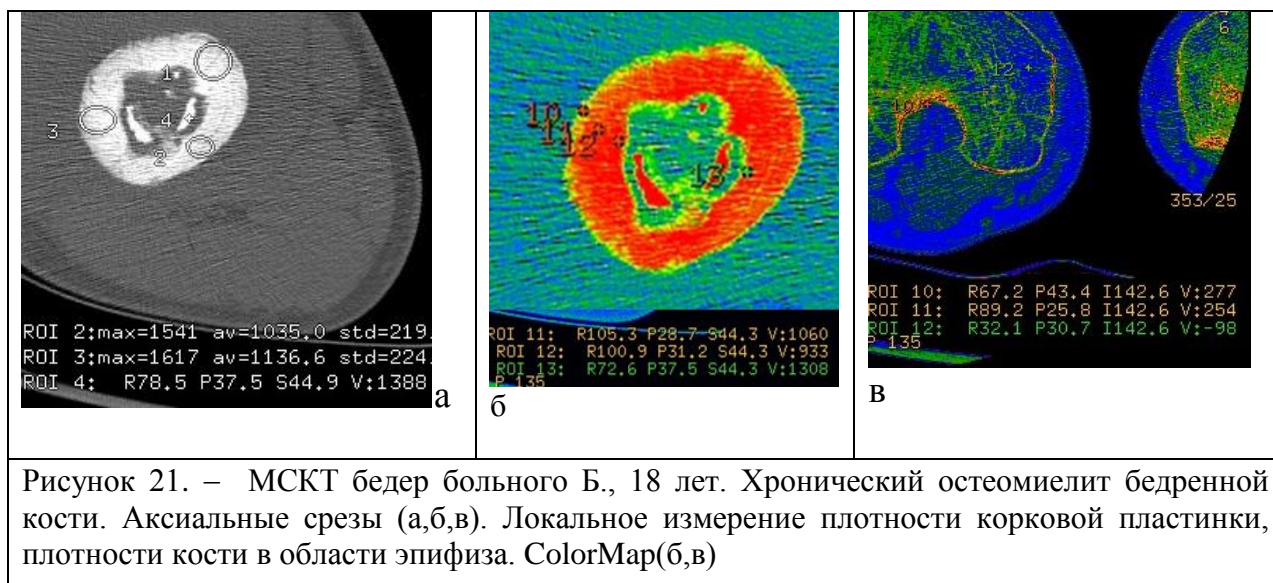 1
3
4
2
ROI 2:max=1541 av=1035.0 std=219.
ROI 3:max=1617 av=1136.6 std=224.
ROI 4: R78.5 P37.5 S44.9 V:1388
а
10
11
12
13
ROI 11: R105.3 P28.7 S44.3 V:1060
ROI 12: R100.9 P31.2 S44.3 V:933
ROI 13: R72.6 P37.5 S44.3 V:1308
P 135
б
12
6
353/25
ROI 10: R67.2 P43.4 I142.6 V:277
ROI 11: R89.2 P25.8 I142.6 V:254
ROI 12: R32.1 P30.7 I142.6 V:-98
P 135
в
Рисунок 21. – МСКТ бедер больного Б., 18 лет. Хронический остеомиелит бедренной
кости. Аксиальные срезы (а,б,в). Локальное измерение плотности корковой пластинки,
плотности кости в области эпифиза. ColorMap(б,в)